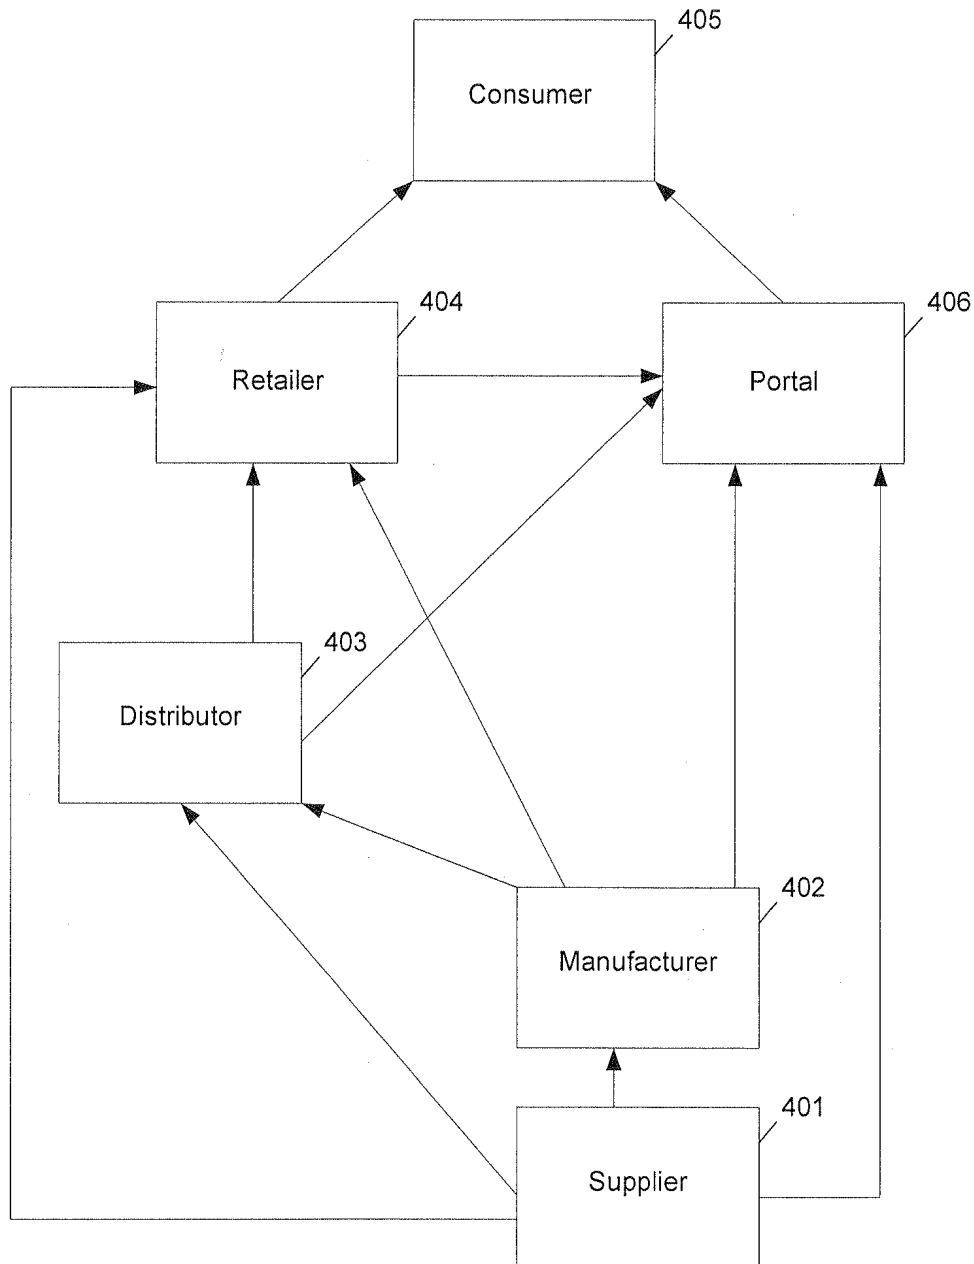 405
Consumer
404
406
Retailer
Portal
403
Distributor
402
Manufacturer
401
Supplier